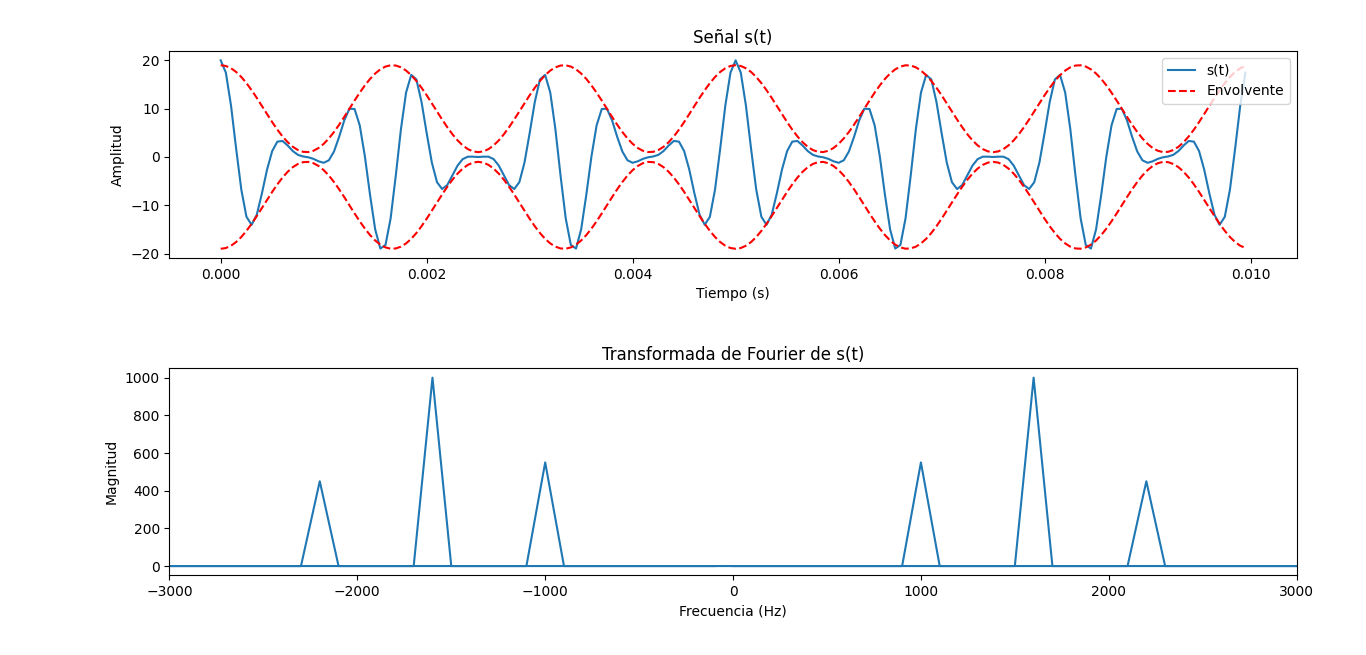 Señal s(t)
20
10
0
−10
−20
Amplitud
s(t)
Envolvente
0.000 0.002 0.004 0.006 0.008 0.010
Tiempo (s)
Transformada de Fourier de s(t)
1000
800
600
400
200
0
Magnitud
−3000 −2000 −1000 0 1000 2000 3000
Frecuencia (Hz)